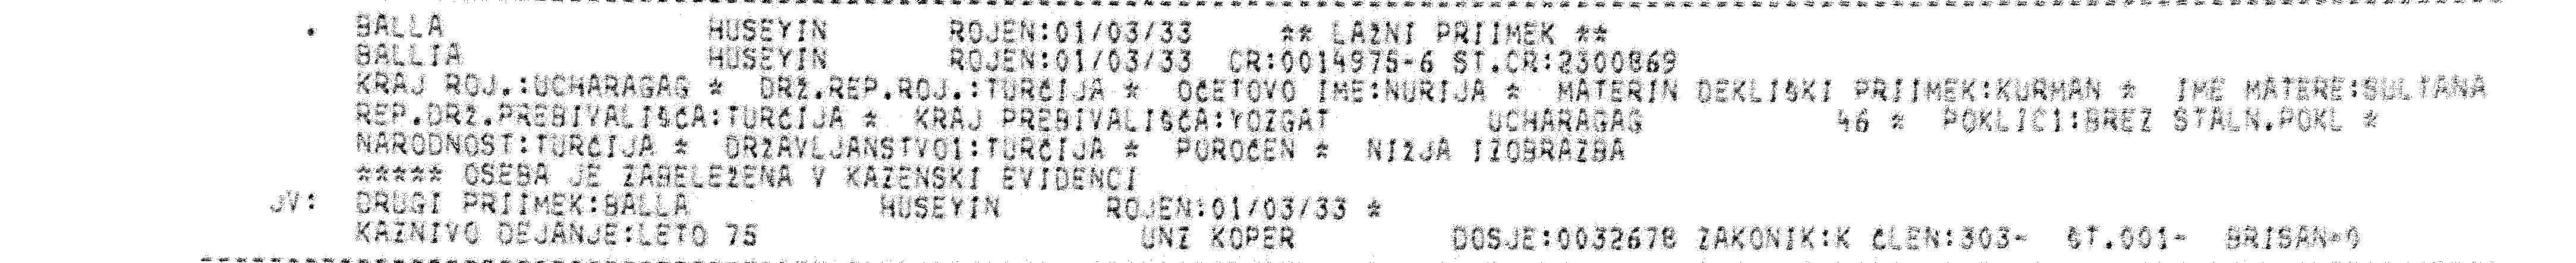 . BALLA HUSEYIN ROJEN:01/03/33 ** LAŽNI PRIIMEK **
BALLIA HUSEYIN ROJEN:01/03/33 CR:0014975-6 ST.CR:2300869
KRAJ ROJ.:UCHARAGAG * DRŽ.REP.ROJ.:TURČIJA * OČETOVO IME:NURIJA * MATERIN DEKLIŠKI PRIIMEK:KURMAN * IME MATERE:SULTANA
REP.DRŽ.PREBIVALIŠČA:TURČIJA * KRAJ PREBIVALIŠČA:YOZGAT UCHARAGAG 46 * POKLIC1:BREZ STALN.POKL *
NARODNOST:TURČIJA * DRŽAVLJANSTVO1:TURČIJA * POROČEN * NIŽJA IZOBRAZBA
***** OSEBA JE ZABELEŽENA V KAZENSKI EVIDENCI
JV: DRUGI PRIIMEK:BALLA HUSEYIN ROJEN:01/03/33 *
KAZNIVO DEJANJE:LETO 75 UNZ KOPER DOSJE:0032678 ZAKONIK:K ČLEN:303- ŠT.001- BRISAN=0